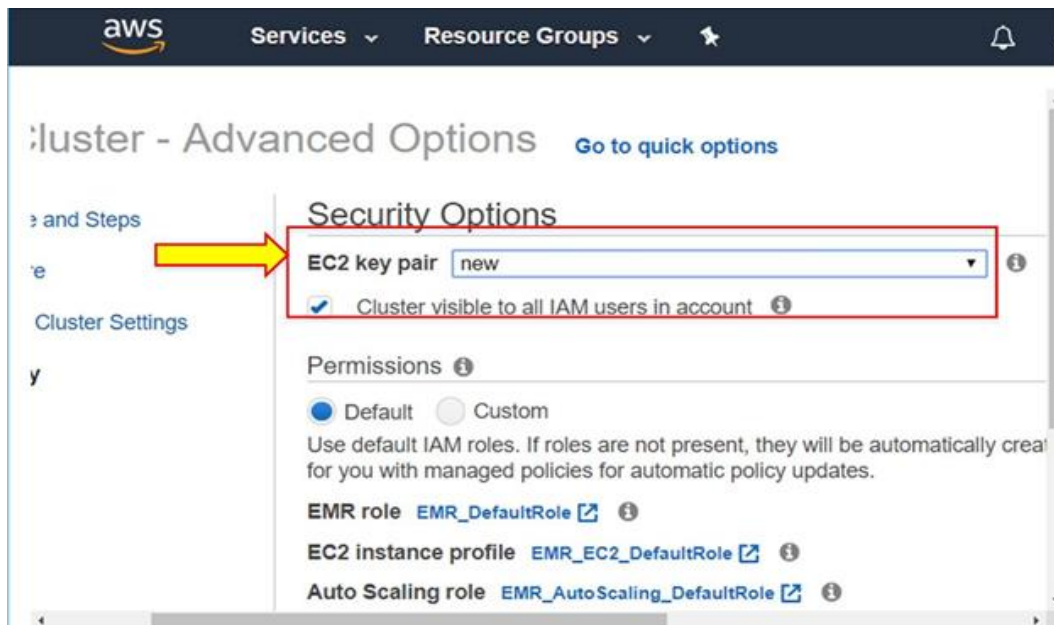 aws Services Resource Groups
Cluster - Advanced Options Go to quick options
e and Steps
re
Cluster Settings
y
Security Options
EC2 key pair new
Cluster visible to all IAM users in account
Permissions
Default Custom
Use default IAM roles. If roles are not present, they will be automatically creat
for you with managed policies for automatic policy updates.
EMR role EMR_DefaultRole
EC2 instance profile EMR_EC2_DefaultRole
Auto Scaling role EMR_AutoScaling_DefaultRole